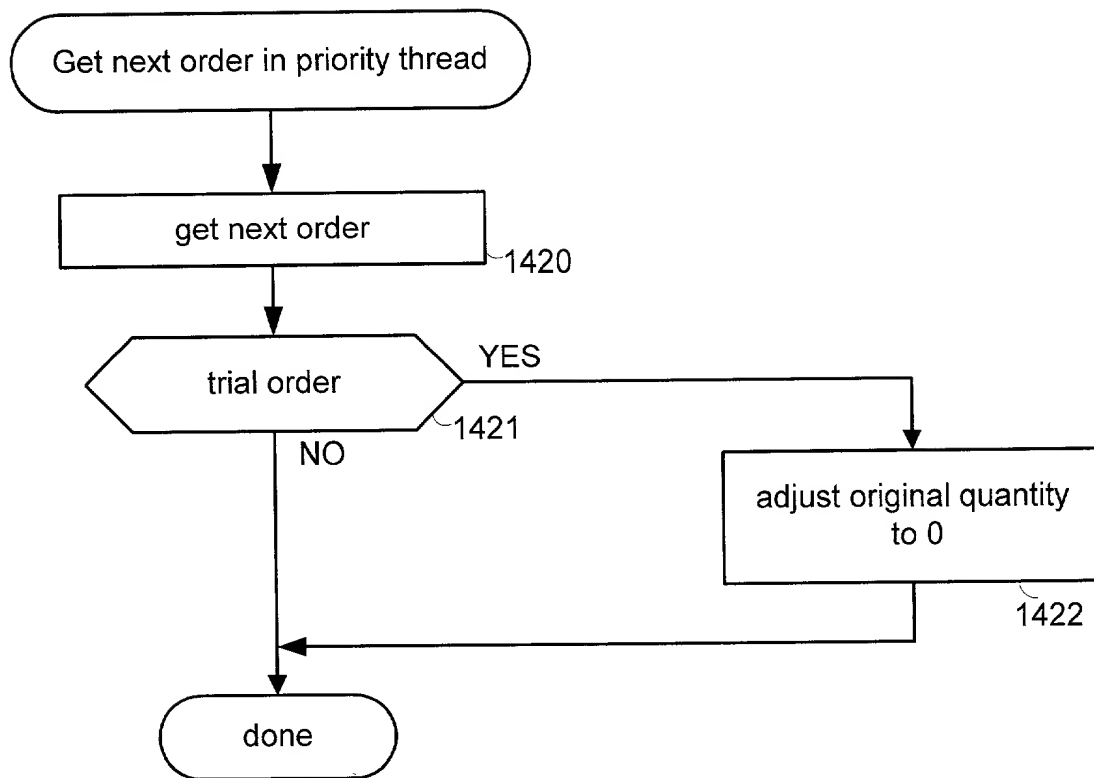 Get next order in priority thread
get next order
1420
trial order
YES
1421
NO
adjust original quantity
to 0
1422
done